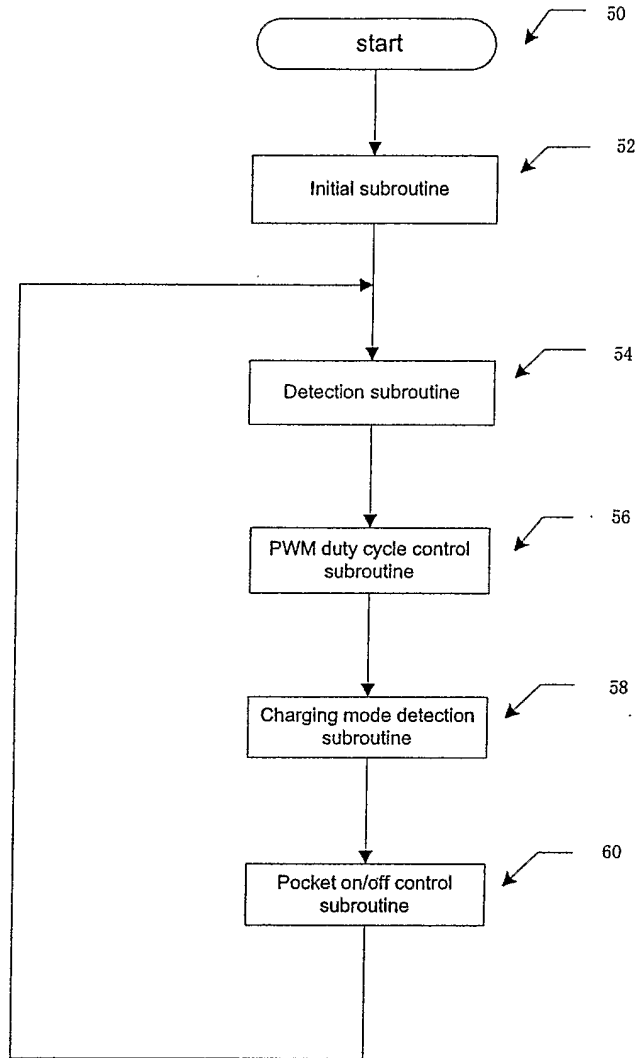 50
start
52
Initial subroutine
54
Detection subroutine
56
PWM duty cycle control
subroutine
58
Charging mode detection
subroutine
60
Pocket on/off control
subroutine